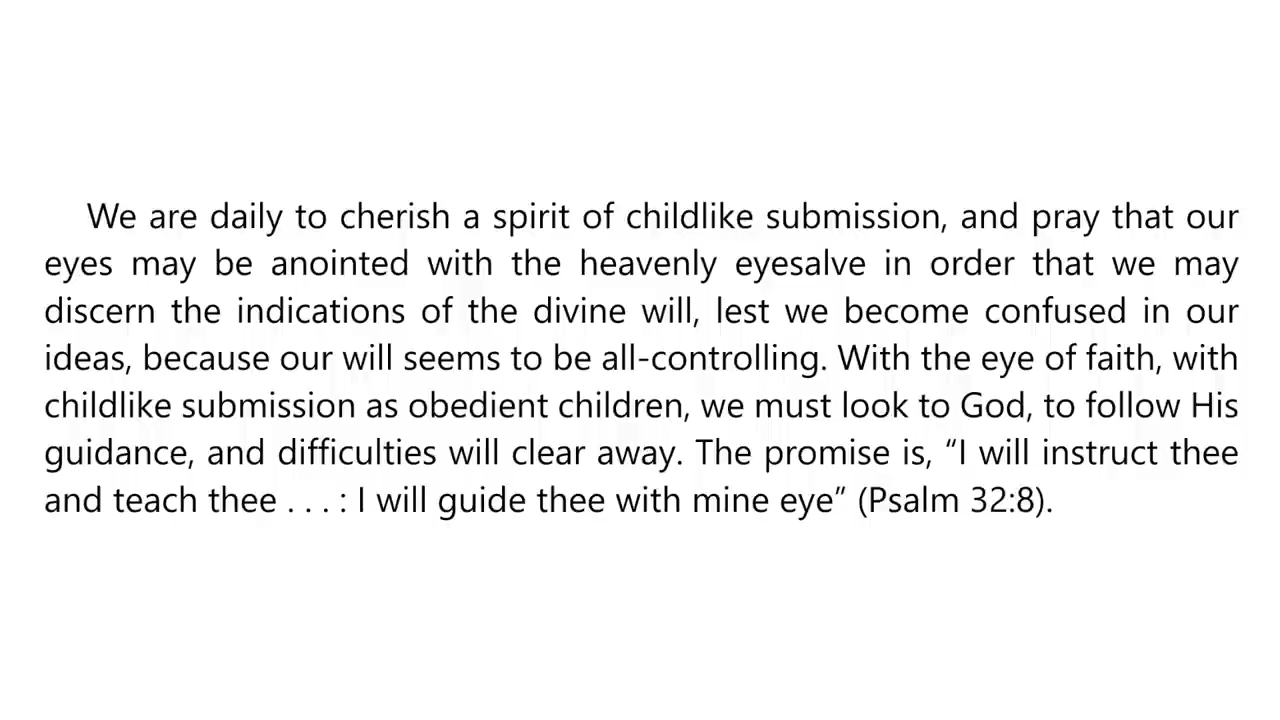 We are daily to cherish a spirit of childlike submission, and pray that our
eyes may be anointed with the heavenly eyesalve in order that we may
discern the indications of the divine will, lest we become confused in our
ideas, because our will seems to be all-controlling. With the eye of faith, with
childlike submission as obedient children, we must look to God, to follow His
guidance, and difficulties will clear away. The promise is, “I will instruct thee
and teach thee . . . : I will guide thee with mine eye” (Psalm 32:8).